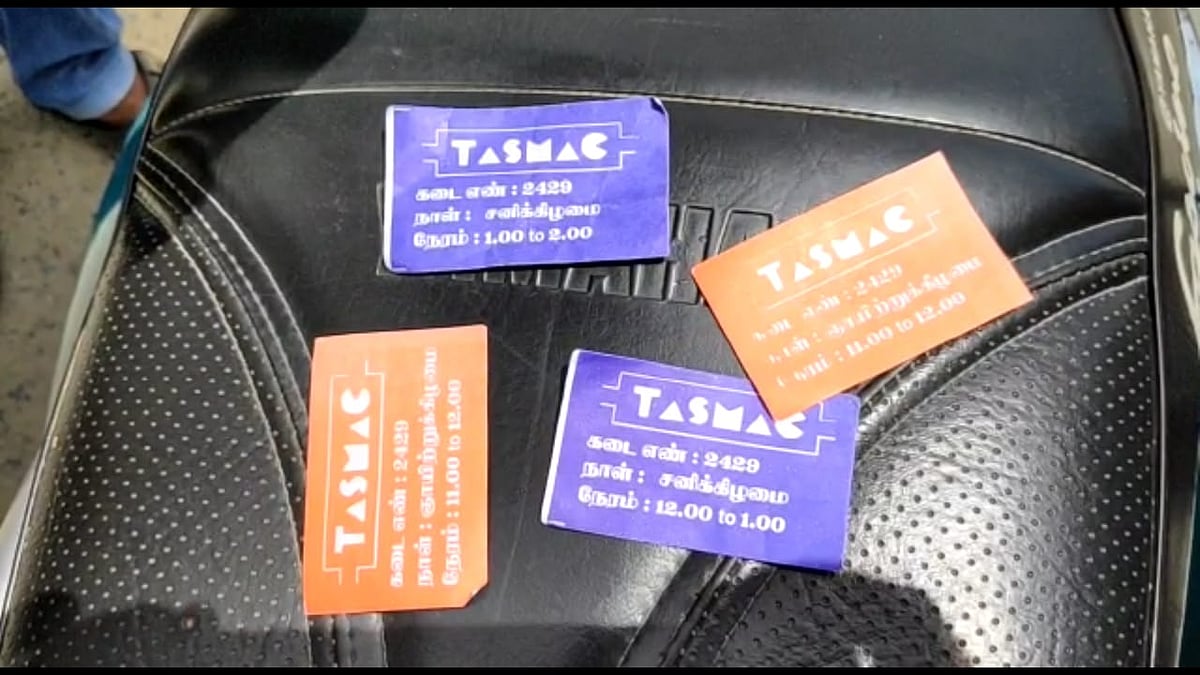 TASMAC
கடை எண் : 2429
நாள் : சனிக்கிழமை
நேரம் : 1.00 to 2.00
TASMAC
எண் : 2429
ஞாயிற்றுக்கிழமை
: 11.00 to 12.00
TASMAC
கடை எண் : 2429
நாள் : ஞாயிற்றுக்கிழமை
நேரம் : 11.00 to 12.00
TASMAC
கடை எண் : 2429
நாள் : சனிக்கிழமை
நேரம் : 12.00 to 1.00